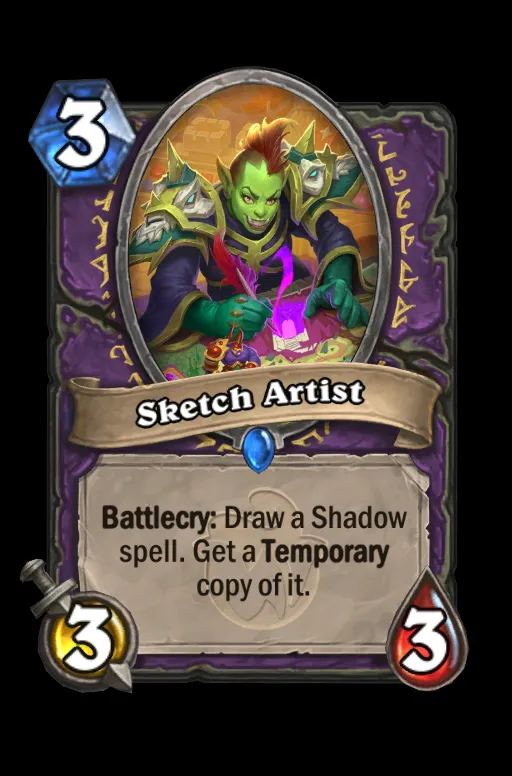 3
Sketch Artist
Battlecry: Draw a Shadow
spell. Get a Temporary
copy of it.
3
3